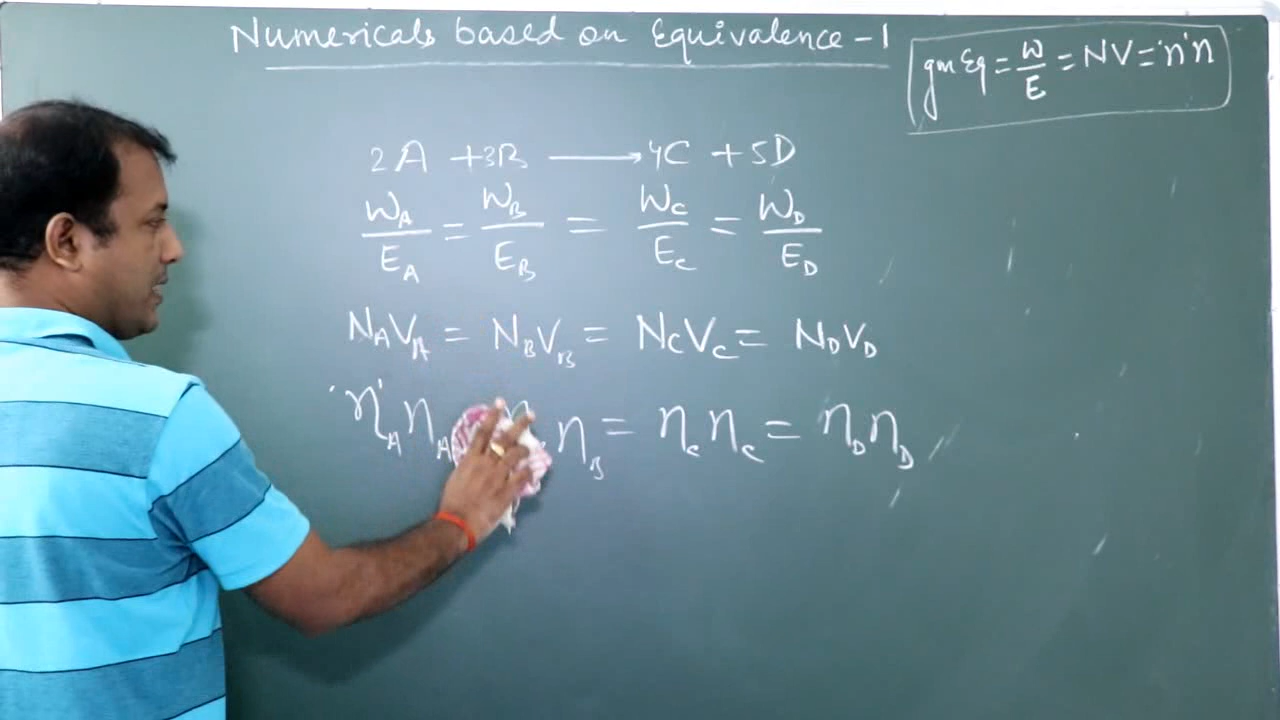 Numericals based on Equivalence-1
gm Eq = W/E = NV = 'n' n
2A + 3B ⟶ 4C + 5D
W_A/E_A = W_B/E_B = W_C/E_C = W_D/E_D
N_A V_A = N_B V_B = N_C V_C = N_D V_D
'n'_A n_A n_B = n_C n_C = n_D n_D